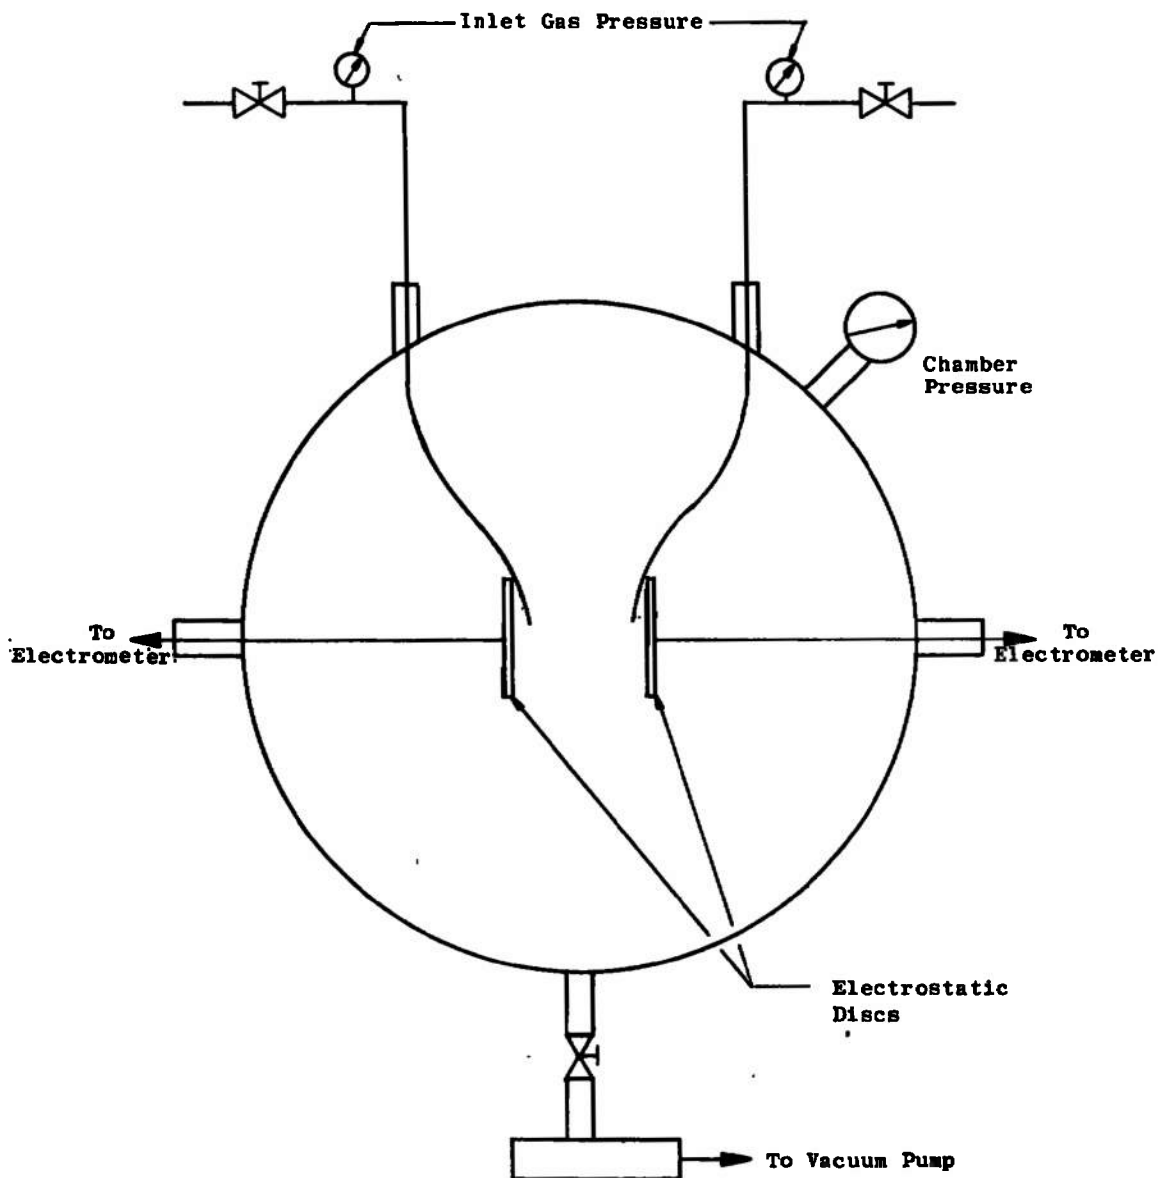 Inlet Gas Pressure
Chamber
Pressure
To
Electrometer
To
Electrometer
Electrostatic
Discs
To Vacuum Pump